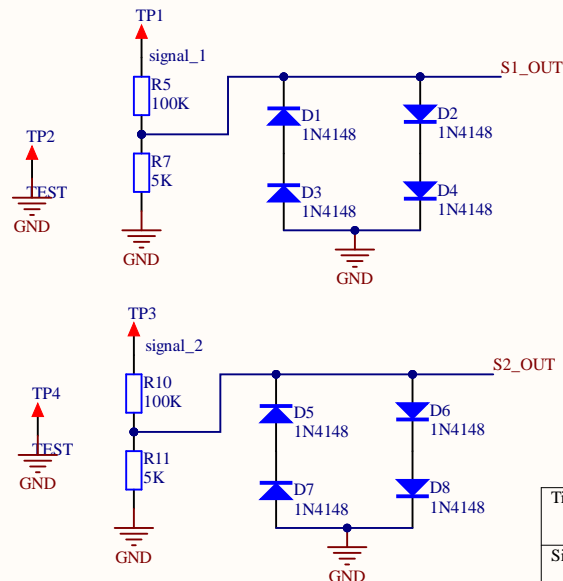 TP1
signal_1
S1_OUT
R5
100K
D1
1N4148
D2
1N4148
TP2
TEST
GND
R7
5K
D3
1N4148
D4
1N4148
GND
GND
TP3
signal_2
S2_OUT
R10
100K
D5
1N4148
D6
1N4148
TP4
TEST
GND
R11
5K
D7
1N4148
D8
1N4148
GND
GND